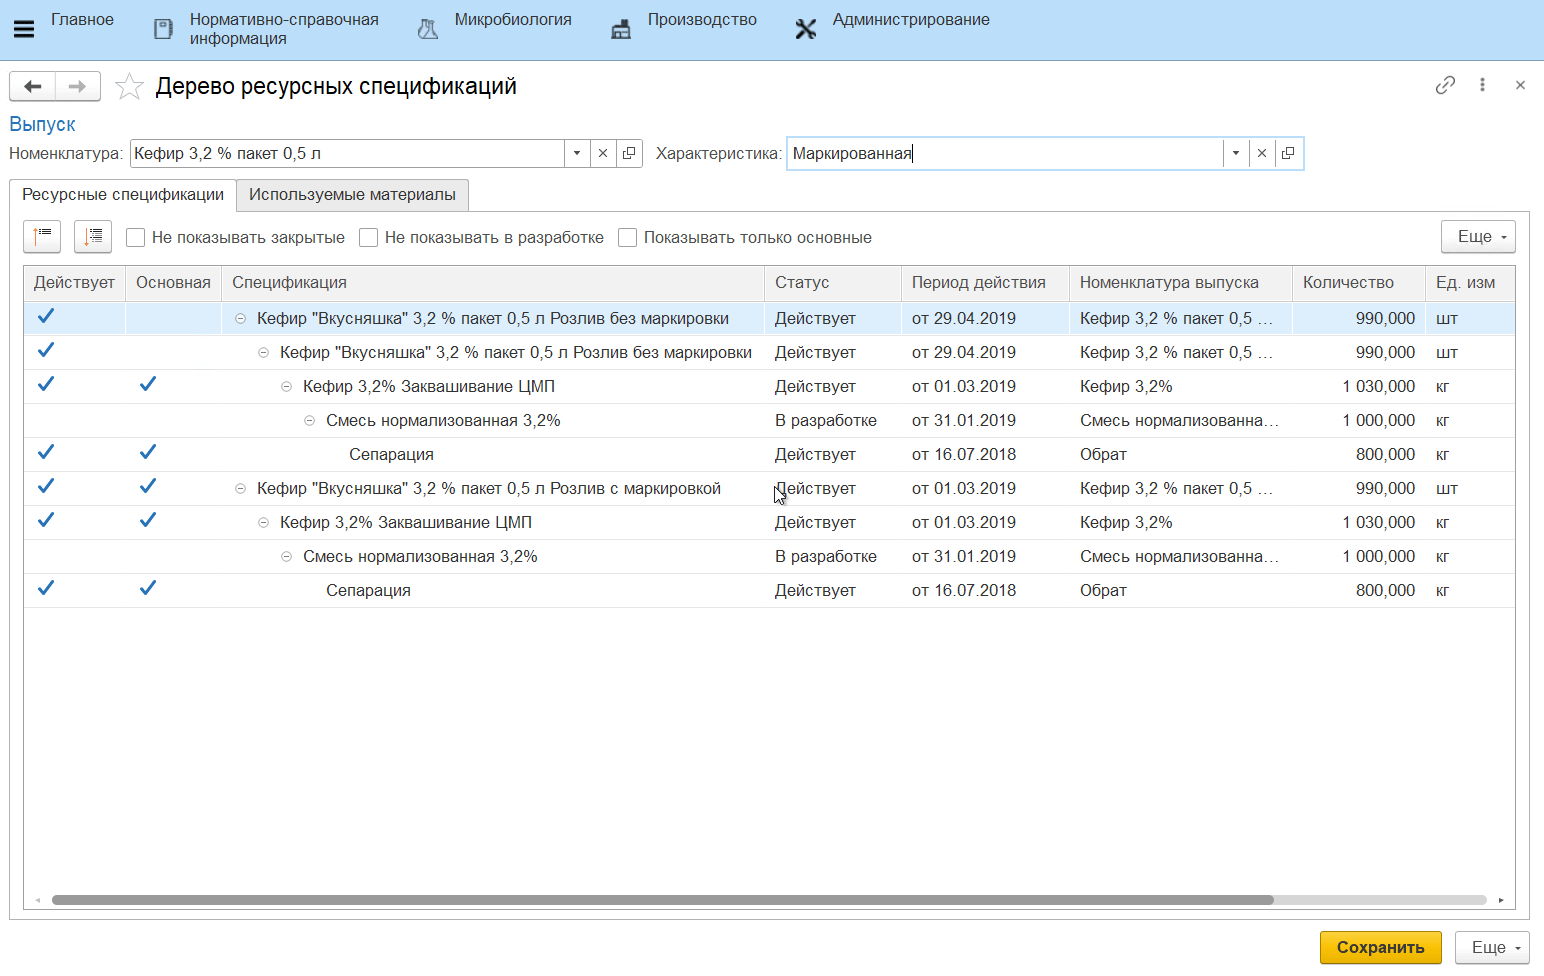 Главное
Нормативно-справочная
информация
Микробиология
Производство
Администрирование
Дерево ресурсных спецификаций
Выпуск
Номенклатура: Кефир 3,2 % пакет 0,5 л Характеристика: Маркированная
Ресурсные спецификации Используемые материалы
Не показывать закрытые Не показывать в разработке Показывать только основные Еще
Действует Основная Спецификация Статус Период действия Номенклатура выпуска Количество Ед. изм
Кефир "Вкусняшка" 3,2 % пакет 0,5 л Розлив без маркировки Действует от 29.04.2019 Кефир 3,2 % пакет 0,5 ... 990,000 шт
Кефир "Вкусняшка" 3,2 % пакет 0,5 л Розлив без маркировки Действует от 29.04.2019 Кефир 3,2 % пакет 0,5 ... 990,000 шт
Кефир 3,2% Заквашивание ЦМП Действует от 01.03.2019 Кефир 3,2% 1 030,000 кг
Смесь нормализованная 3,2% В разработке от 31.01.2019 Смесь нормализованна... 1 000,000 кг
Сепарация Действует от 16.07.2018 Обрат 800,000 кг
Кефир "Вкусняшка" 3,2 % пакет 0,5 л Розлив с маркировкой Действует от 01.03.2019 Кефир 3,2 % пакет 0,5 ... 990,000 шт
Кефир 3,2% Заквашивание ЦМП Действует от 01.03.2019 Кефир 3,2% 1 030,000 кг
Смесь нормализованная 3,2% В разработке от 31.01.2019 Смесь нормализованна... 1 000,000 кг
Сепарация Действует от 16.07.2018 Обрат 800,000 кг
Сохранить Еще